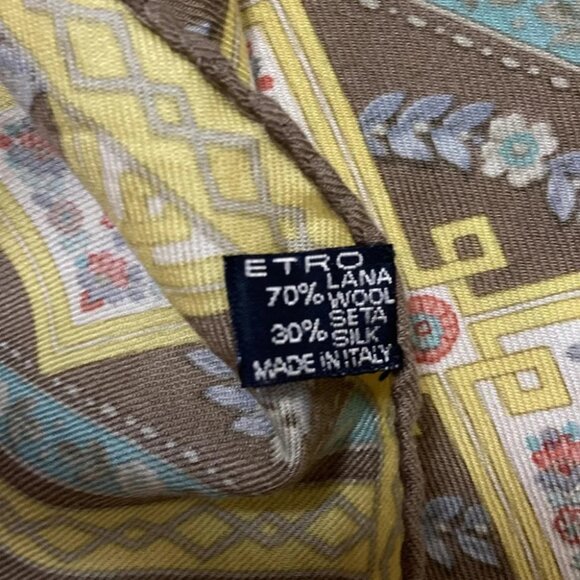 ETRO
70% LANA
WOOL
30% SETA
SILK
MADE IN ITALY